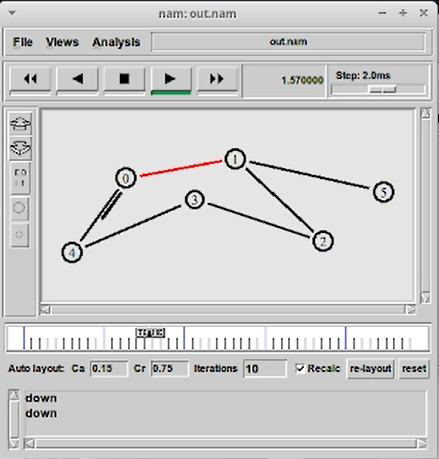 nam: out.nam
File Views Analysis out.nam
1.570000 Step: 2.0ms
0
1
3
5
2
4
TIME
Auto layout: Ca 0.15 Cr 0.75 Iterations 10 Recalc re-layout reset
down
down